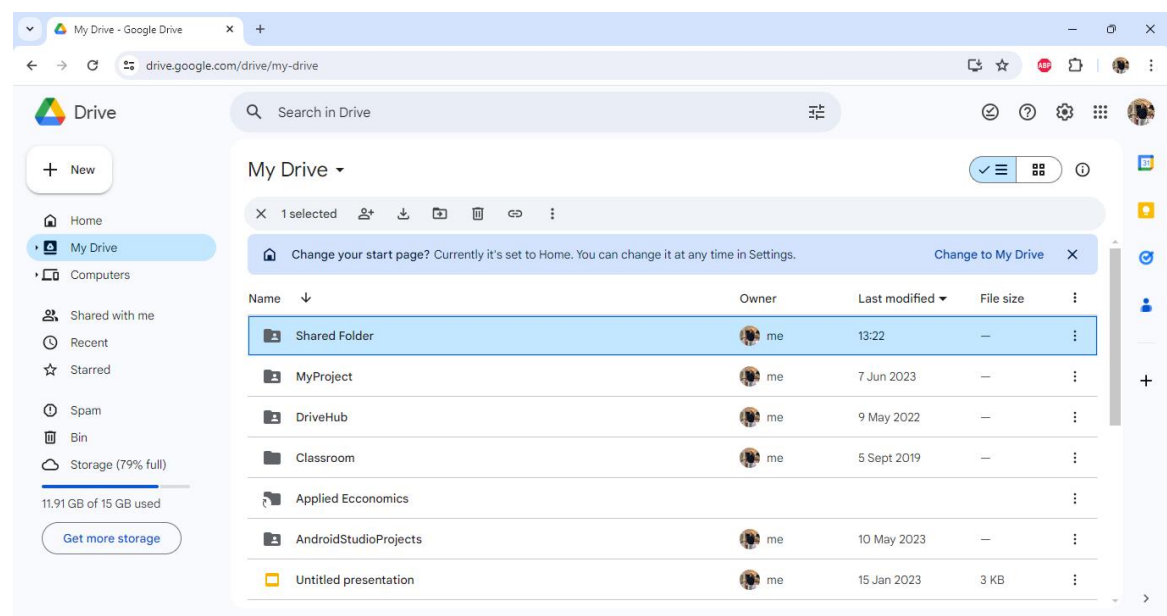 My Drive - Google Drive
drive.google.com/drive/my-drive
ABP
Drive
Search in Drive
New
My Drive
31
1 selected
Home
My Drive
Change your start page? Currently it's set to Home. You can change it at any time in Settings. Change to My Drive
Computers
Name Owner Last modified File size
Shared with me
Shared Folder me 13:22 —
Recent
Starred
MyProject me 7 Jun 2023 —
Spam
DriveHub me 9 May 2022 —
Bin
Storage (79% full)
Classroom me 5 Sept 2019 —
11.91 GB of 15 GB used
Applied Ecconomics
Get more storage
AndroidStudioProjects me 10 May 2023 —
Untitled presentation me 15 Jan 2023 3 KB